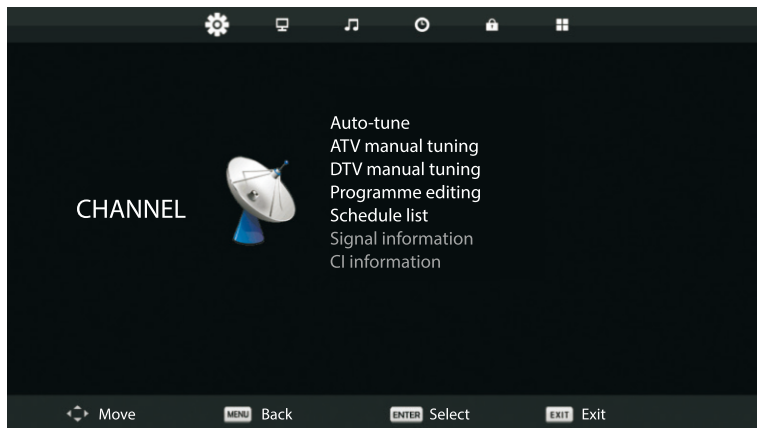 CHANNEL
Auto-tune
ATV manual tuning
DTV manual tuning
Programme editing
Schedule list
Signal information
CI information
Move
MENU Back
ENTER Select
EXIT Exit